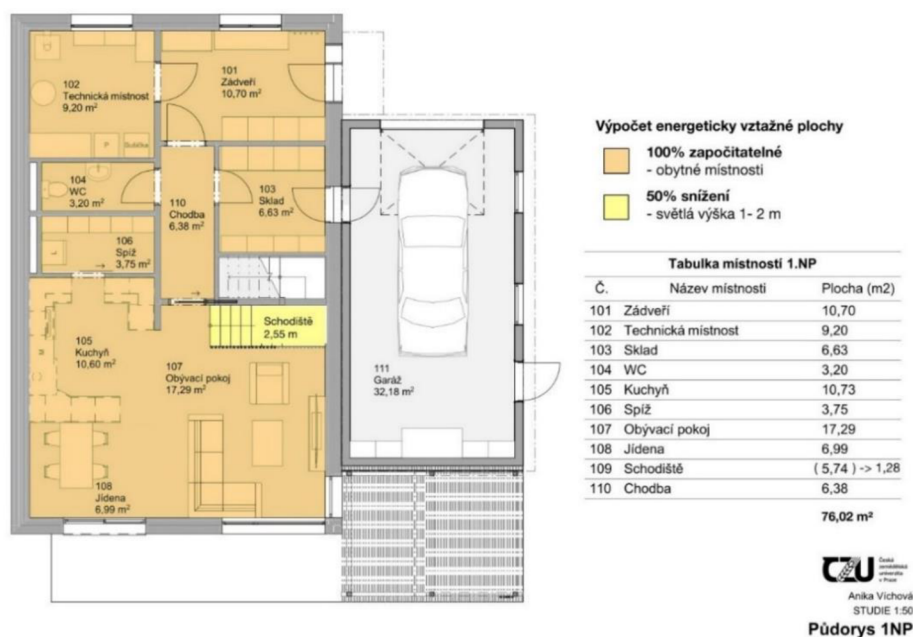 102
Technická místnost
9,20 m²
P
Sušička
101
Zádveří
10,70 m²
104
WC
3,20 m²
110
Chodba
6,38 m²
103
Sklad
6,63 m²
106
Spíž
3,75 m²
105
Kuchyň
10,60 m²
Schodiště
2,55 m
107
Obývací pokoj
17,29 m²
111
Garáž
32,18 m²
108
Jídena
6,99 m²
Výpočet energeticky vztažné plochy
100% započitatelné
- obytné místnosti
50% snížení
- světlá výška 1- 2 m
Tabulka místností 1.NP
Č. Název místnosti Plocha (m2)
101 Zádveří 10,70
102 Technická místnost 9,20
103 Sklad 6,63
104 WC 3,20
105 Kuchyň 10,73
106 Spíž 3,75
107 Obývací pokoj 17,29
108 Jídena 6,99
109 Schodiště ( 5,74 ) -> 1,28
110 Chodba 6,38
76,02 m²
CZU
Česká
zemědělská
univerzita
v Praze
Anika Víchová
STUDIE 1:50
Půdorys 1NP